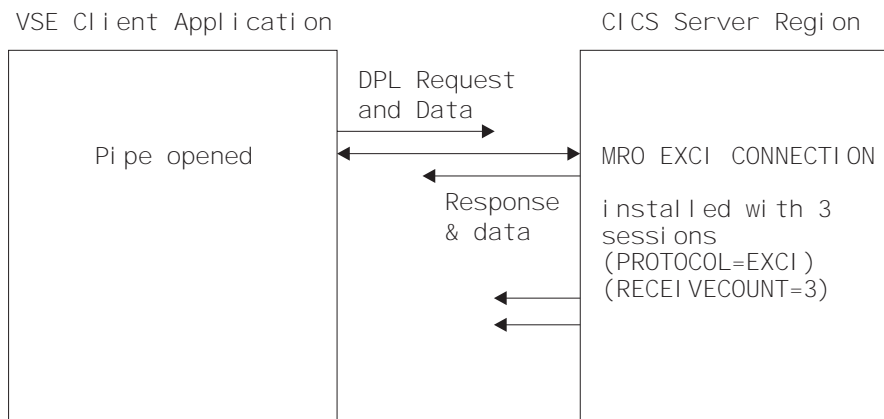 VSE Client Application
CICS Server Region
DPL Request
and Data
Pipe opened
MRO EXCI CONNECTION
Response
& data
installed with 3
sessions
(PROTOCOL=EXCI)
(RECEIVECOUNT=3)